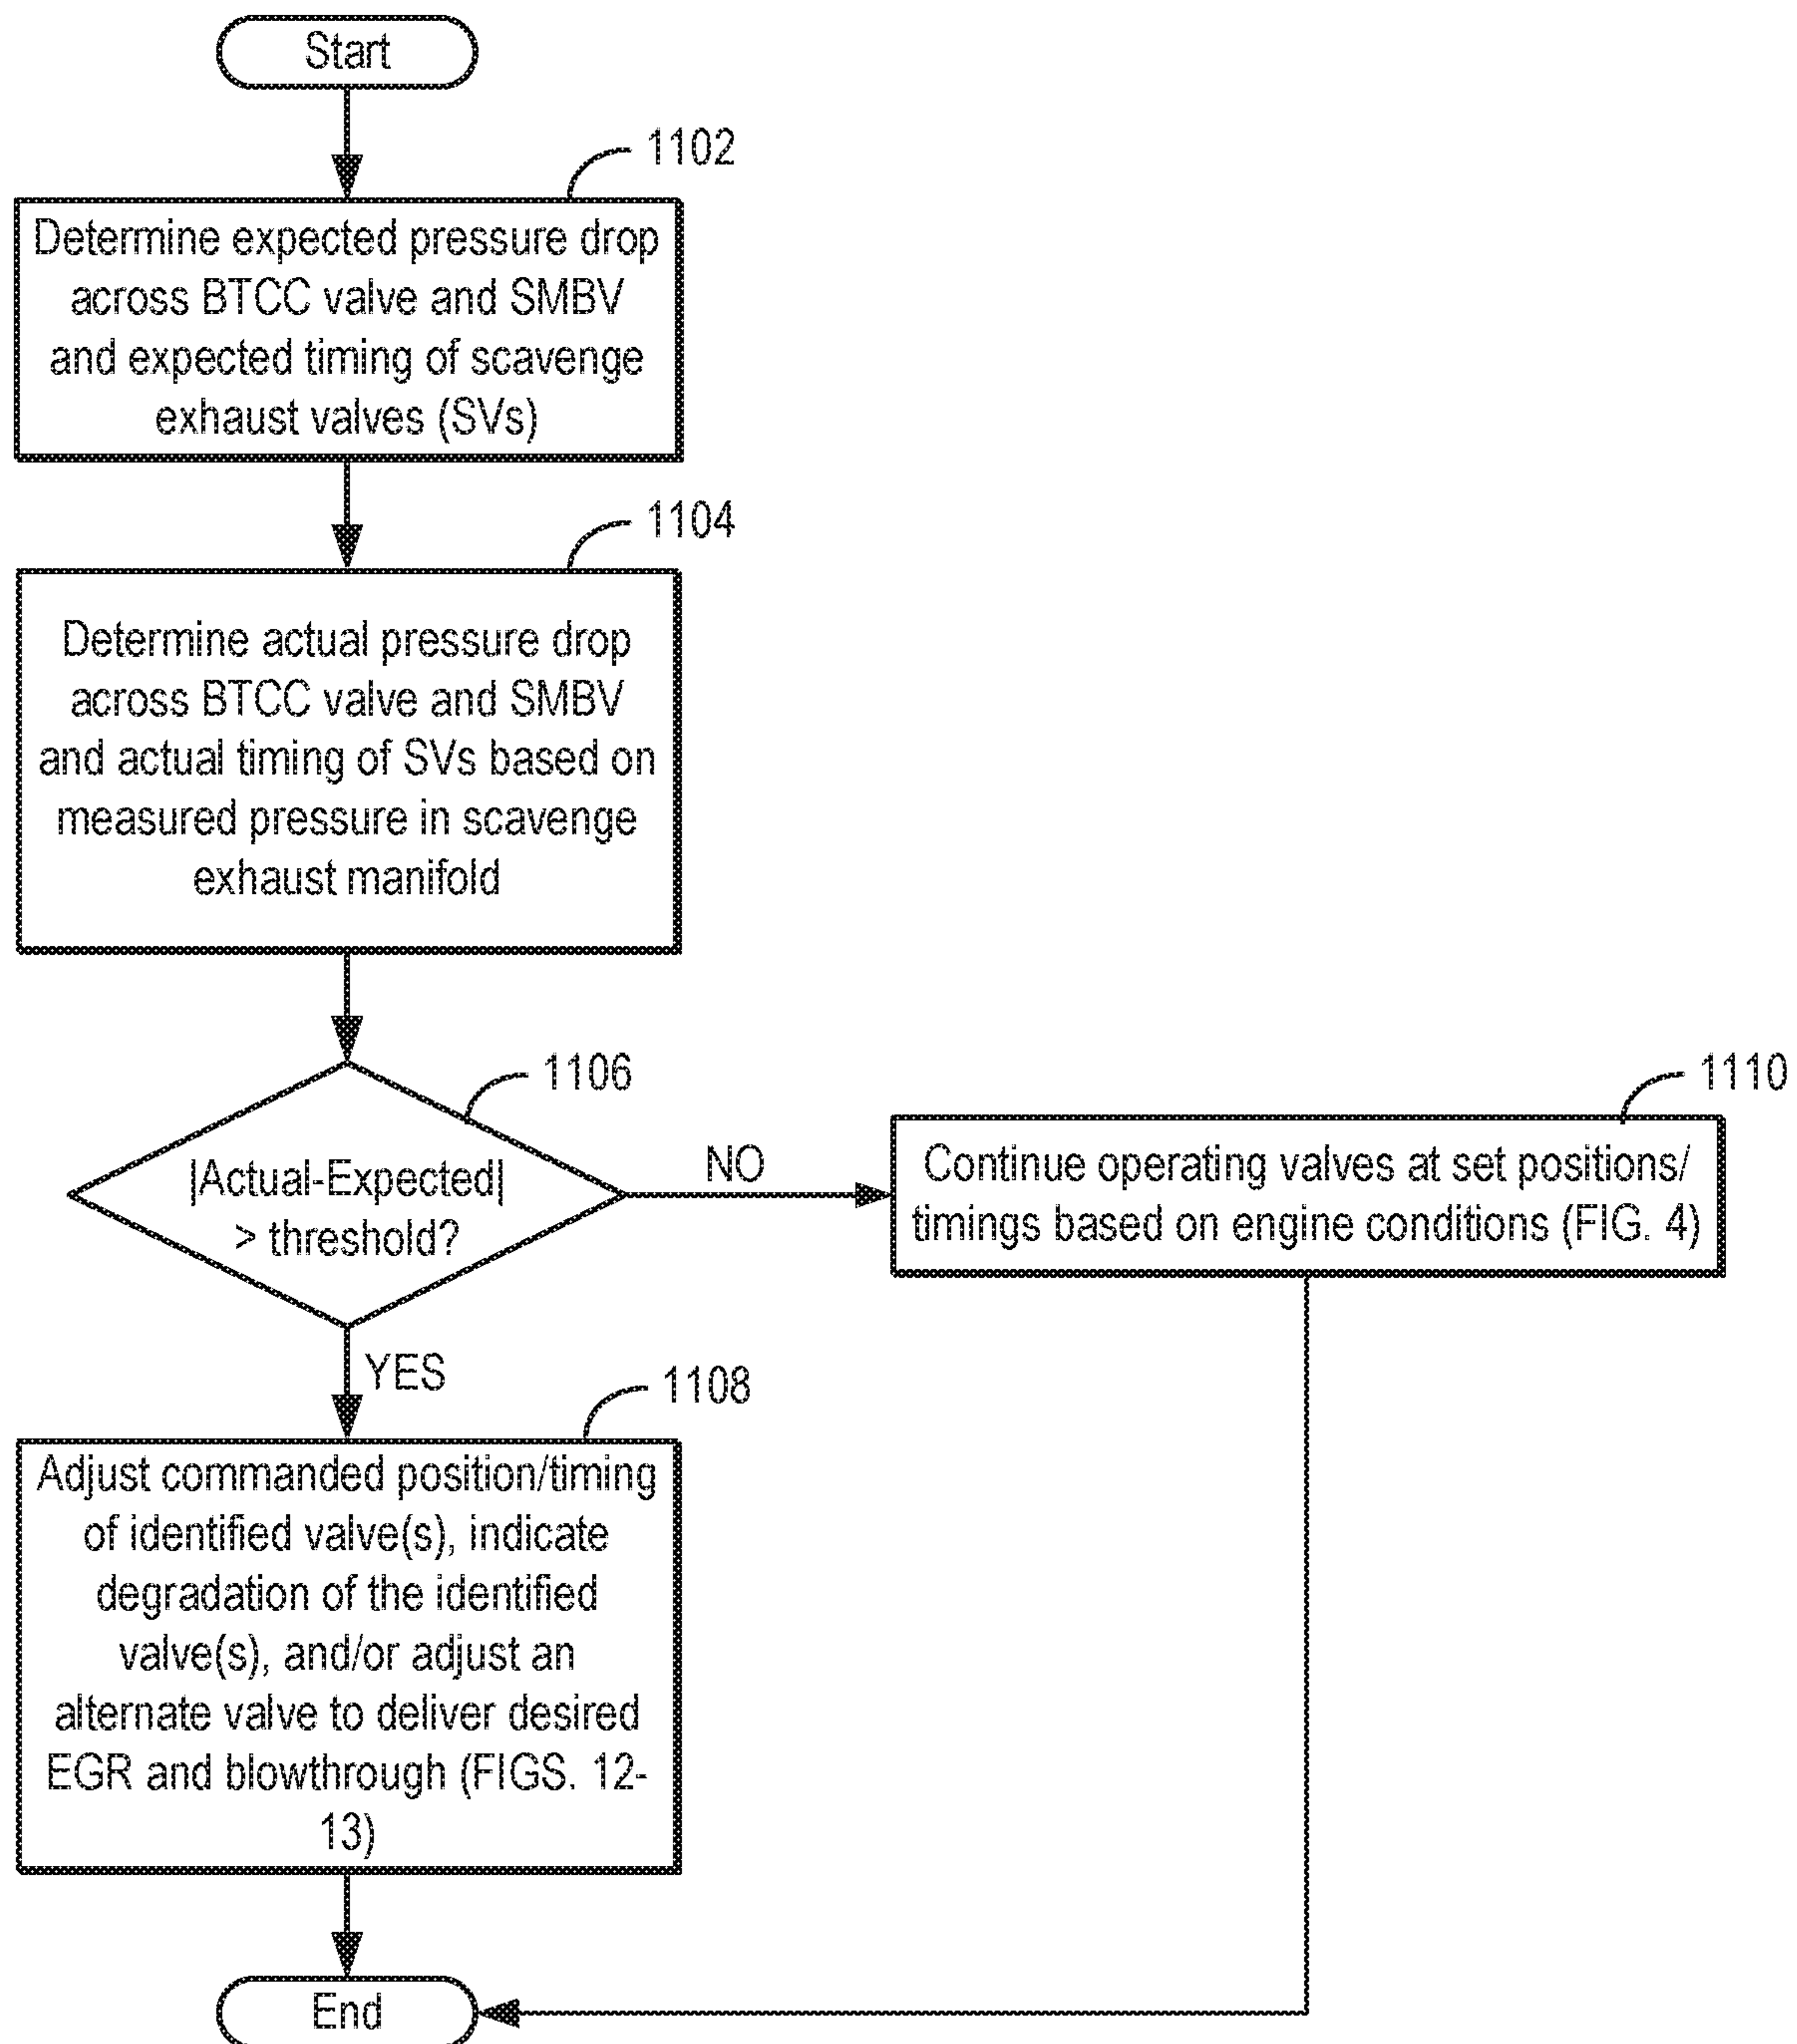 Start
1102
Determine expected pressure drop
across BTCC valve and SMBV
and expected timing of scavenge
exhaust valves (SVs)
1104
Determine actual pressure drop
across BTCC valve and SMBV
and actual timing of SVs based on
measured pressure in scavenge
exhaust manifold
1106
|Actual-Expected|
> threshold?
NO
1110
Continue operating valves at set positions/
timings based on engine conditions (FIG. 4)
YES
1108
Adjust commanded position/timing
of identified valve(s), indicate
degradation of the identified
valve(s), and/or adjust an
alternate valve to deliver desired
EGR and blowthrough (FIGS. 12-
13)
End